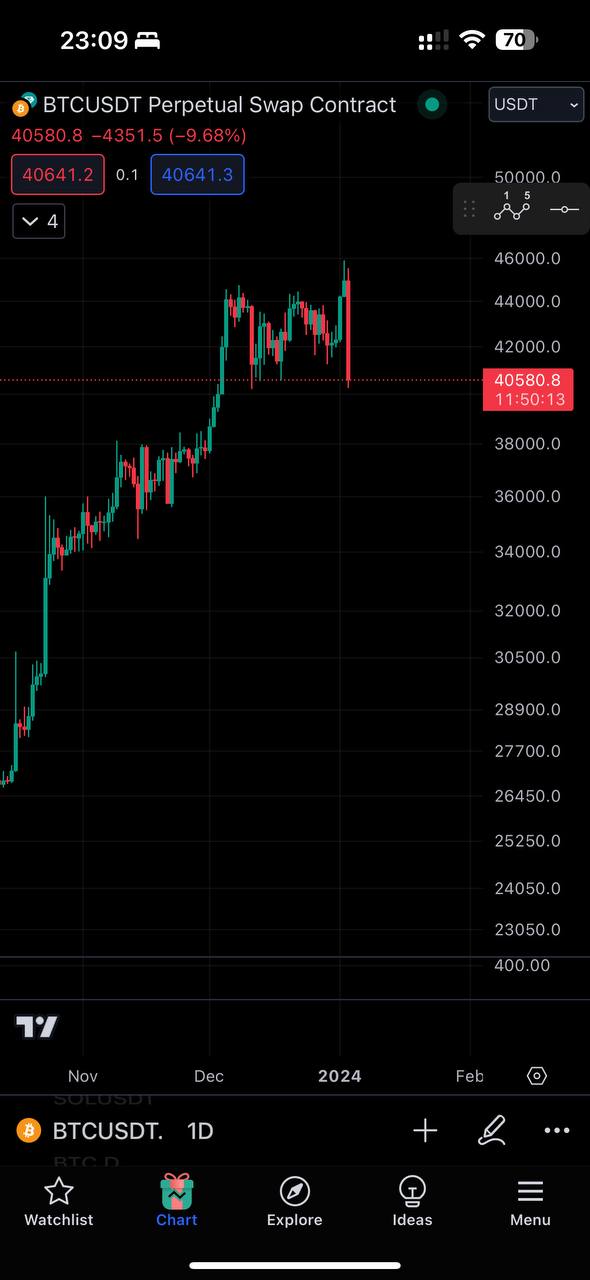 23:09
70
BTCUSDT Perpetual Swap Contract
USDT
40580.8 −4351.5 (−9.68%)
40641.2 0.1 40641.3
50000.0
1 5
4
46000.0
44000.0
42000.0
40580.8
11:50:13
38000.0
36000.0
34000.0
32000.0
30500.0
28900.0
27700.0
26450.0
25250.0
24050.0
23050.0
400.00
Nov Dec 2024 Feb
SOLUSDT
BTCUSDT. 1D
BTC.D
Watchlist Chart Explore Ideas Menu